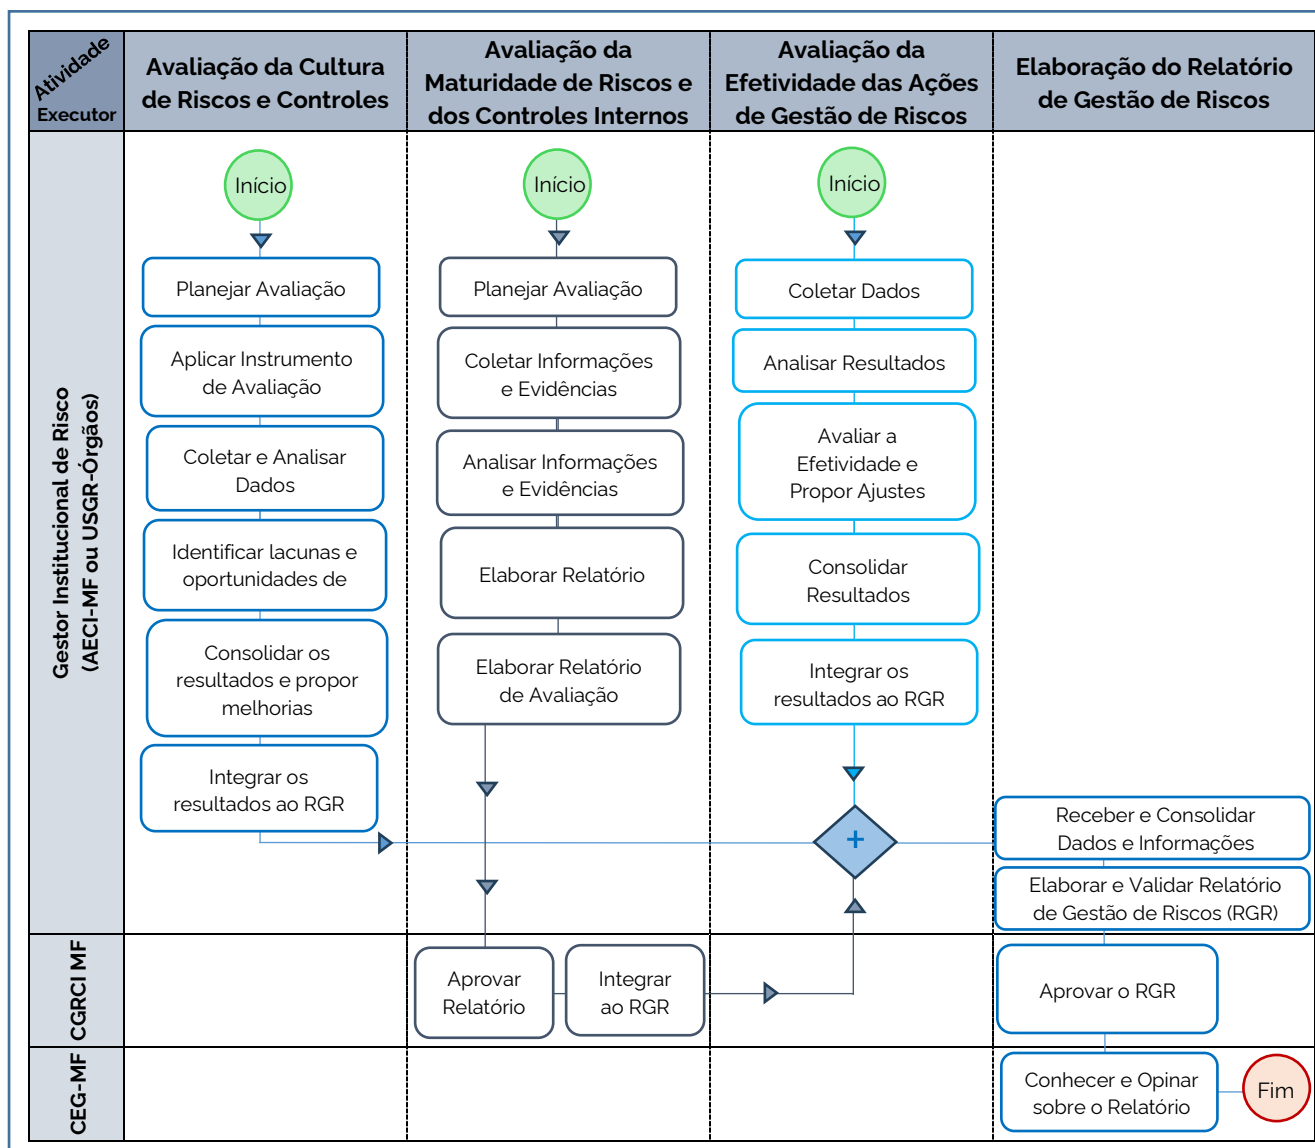 Atividade
Executor
Avaliação da Cultura
de Riscos e Controles
Avaliação da
Maturidade de Riscos e
dos Controles Internos
Avaliação da
Efetividade das Ações
de Gestão de Riscos
Elaboração do Relatório
de Gestão de Riscos
Gestor Institucional de Risco
(AECI-MF ou USGR-Órgãos)
Início
Planejar Avaliação
Aplicar Instrumento
de Avaliação
Coletar e Analisar
Dados
Identificar lacunas e
oportunidades de
Consolidar os
resultados e propor
melhorias
Integrar os
resultados ao RGR
Início
Planejar Avaliação
Coletar Informações
e Evidências
Analisar Informações
e Evidências
Elaborar Relatório
Elaborar Relatório
de Avaliação
Início
Coletar Dados
Analisar Resultados
Avaliar a
Efetividade e
Propor Ajustes
Consolidar
Resultados
Integrar os
resultados ao RGR
+
Receber e Consolidar
Dados e Informações
Elaborar e Validar Relatório
de Gestão de Riscos (RGR)
CGRCI MF
Aprovar
Relatório
Integrar
ao RGR
Aprovar o RGR
CEG-MF
Conhecer e Opinar
sobre o Relatório
Fim